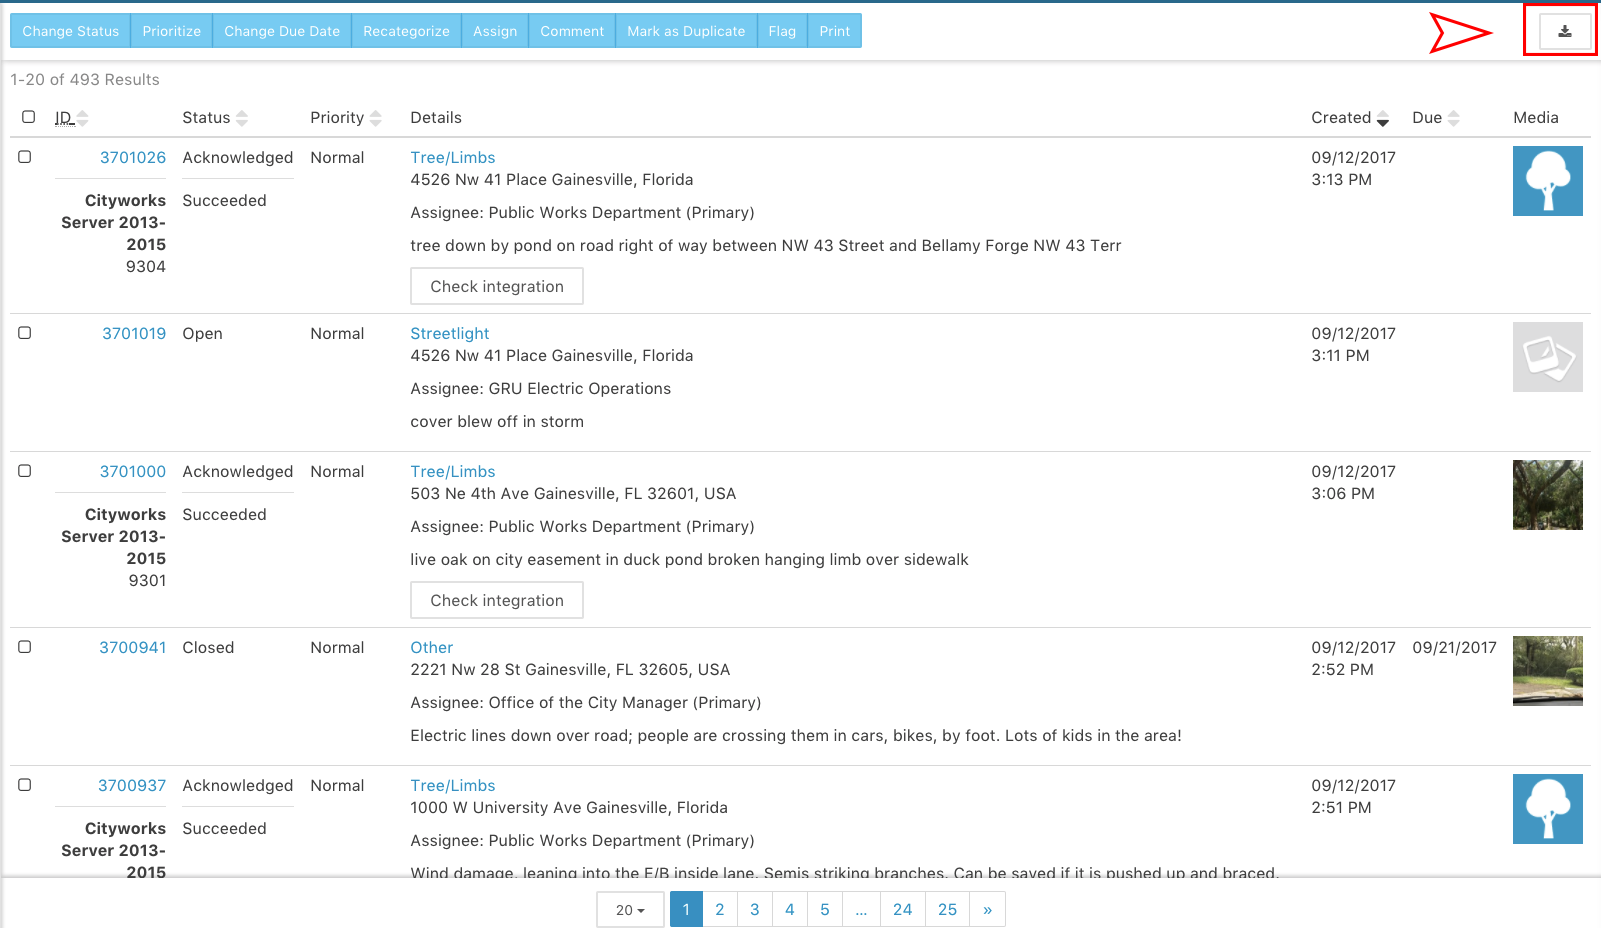 Change Status Prioritize Change Due Date Recategorize Assign Comment Mark as Duplicate Flag Print
1-20 of 493 Results
ID Status Priority Details Created Due Media
3701026 Acknowledged Normal Tree/Limbs 09/12/2017
4526 Nw 41 Place Gainesville, Florida 3:13 PM
Cityworks Succeeded
Server 2013- Assignee: Public Works Department (Primary)
2015
9304
tree down by pond on road right of way between NW 43 Street and Bellamy Forge NW 43 Terr
Check integration
3701019 Open Normal Streetlight 09/12/2017
4526 Nw 41 Place Gainesville, Florida 3:11 PM
Assignee: GRU Electric Operations
cover blew off in storm
3701000 Acknowledged Normal Tree/Limbs 09/12/2017
503 Ne 4th Ave Gainesville, FL 32601, USA 3:06 PM
Cityworks Succeeded
Server 2013- Assignee: Public Works Department (Primary)
2015
9301
live oak on city easement in duck pond broken hanging limb over sidewalk
Check integration
3700941 Closed Normal Other 09/12/2017 09/21/2017
2221 Nw 28 St Gainesville, FL 32605, USA 2:52 PM
Assignee: Office of the City Manager (Primary)
Electric lines down over road; people are crossing them in cars, bikes, by foot. Lots of kids in the area!
3700937 Acknowledged Normal Tree/Limbs 09/12/2017
1000 W University Ave Gainesville, Florida 2:51 PM
Cityworks Succeeded
Server 2013- Assignee: Public Works Department (Primary)
2015 Wind damage, leaning into the E/B inside lane. Semis striking branches. Can be saved if it is pushed up and braced.
20 1 2 3 4 5 ... 24 25 »